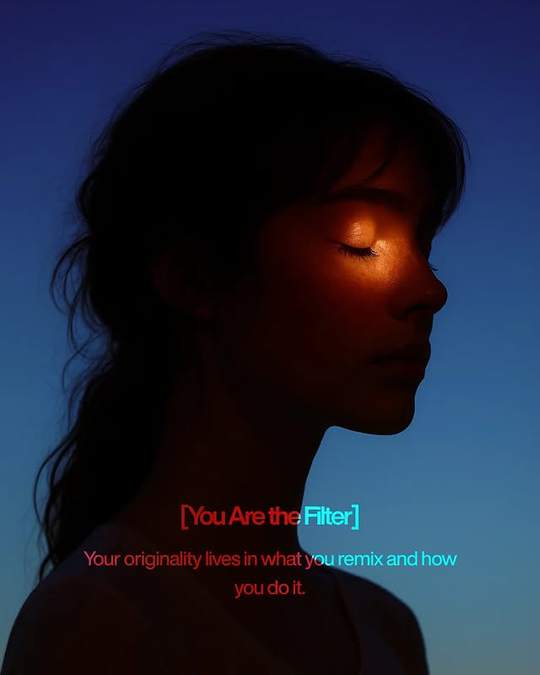 [You Are the Filter]
Your originality lives in what you remix and how
you do it.